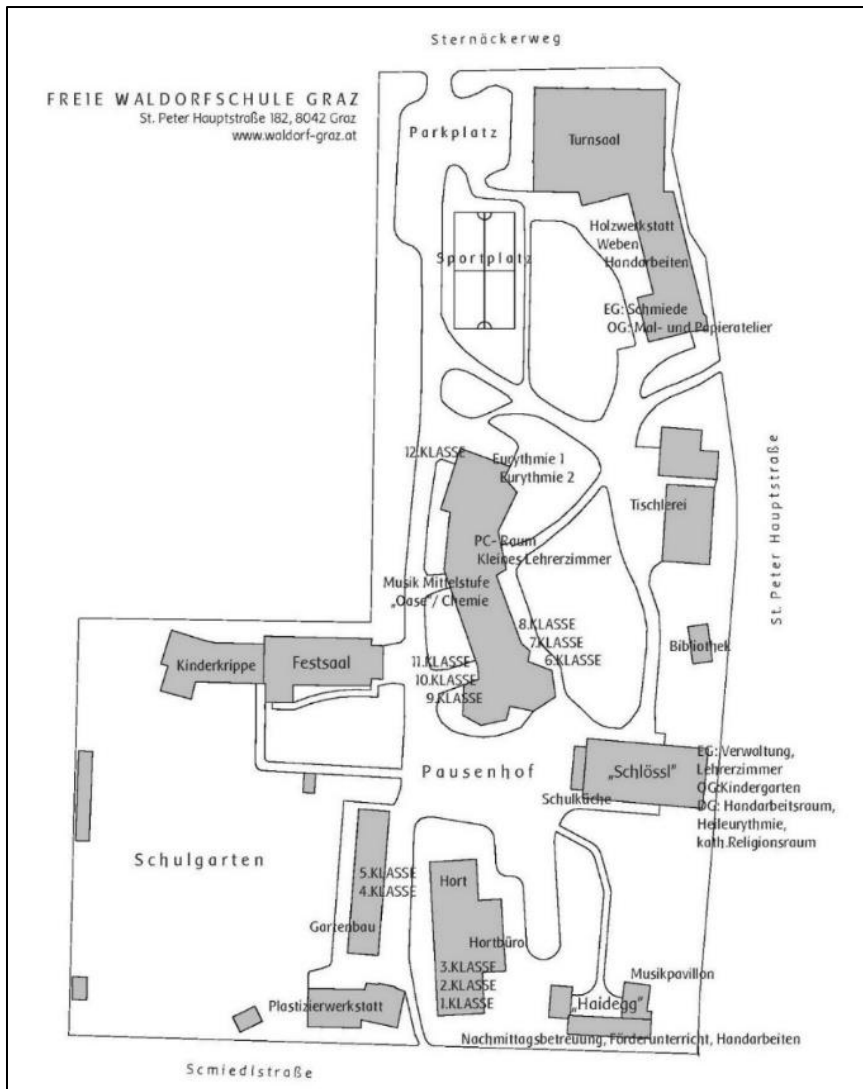 Sternäckerweg
FREIE WALDORFSCHULE GRAZ
St. Peter Hauptstraße 182, 8042 Graz
www.waldorf-graz.at
Parkplatz
Turnsaal
Sportplatz
Holzwerkstatt
Weben
Handarbeiten
EG: Schmiede
OG: Mal- und Papieratelier
12.KLASSE
Eurythmie 1
Eurythmie 2
Tischlerei
St. Peter Hauptstraße
PC- Raum
Kleines Lehrerzimmer
Musik Mittelstufe
„Oase"/ Chemie
8.KLASSE
7.KLASSE
6.KLASSE
Bibliothek
Kinderkrippe
Festsaal
11.KLASSE
10.KLASSE
9.KLASSE
Pausenhof
„Schlössl"
Schulküche
EG: Verwaltung,
Lehrerzimmer
OG:Kindergarten
DG: Handarbeitsraum,
Heileurythmie,
kath.Religionsraum
Schulgarten
5.KLASSE
4.KLASSE
Gartenbau
Hort
Hortbüro
3.KLASSE
2.KLASSE
1.KLASSE
Musikpavillon
„Haidegg"
Plastizierwerkstatt
Nachmittagsbetreuung, Förderunterricht, Handarbeiten
Scmiedlstraße